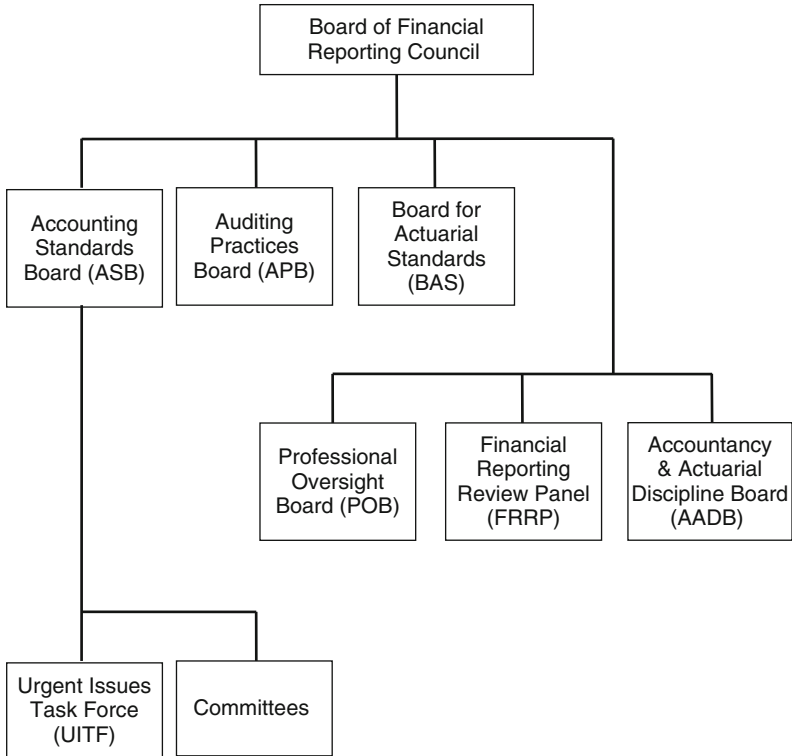 Board of Financial
Reporting Council
Accounting
Standards
Board (ASB)
Auditing
Practices
Board (APB)
Board for
Actuarial
Standards
(BAS)
Professional
Oversight
Board (POB)
Financial
Reporting
Review Panel
(FRRP)
Accountancy
& Actuarial
Discipline Board
(AADB)
Urgent Issues
Task Force
(UITF)
Committees